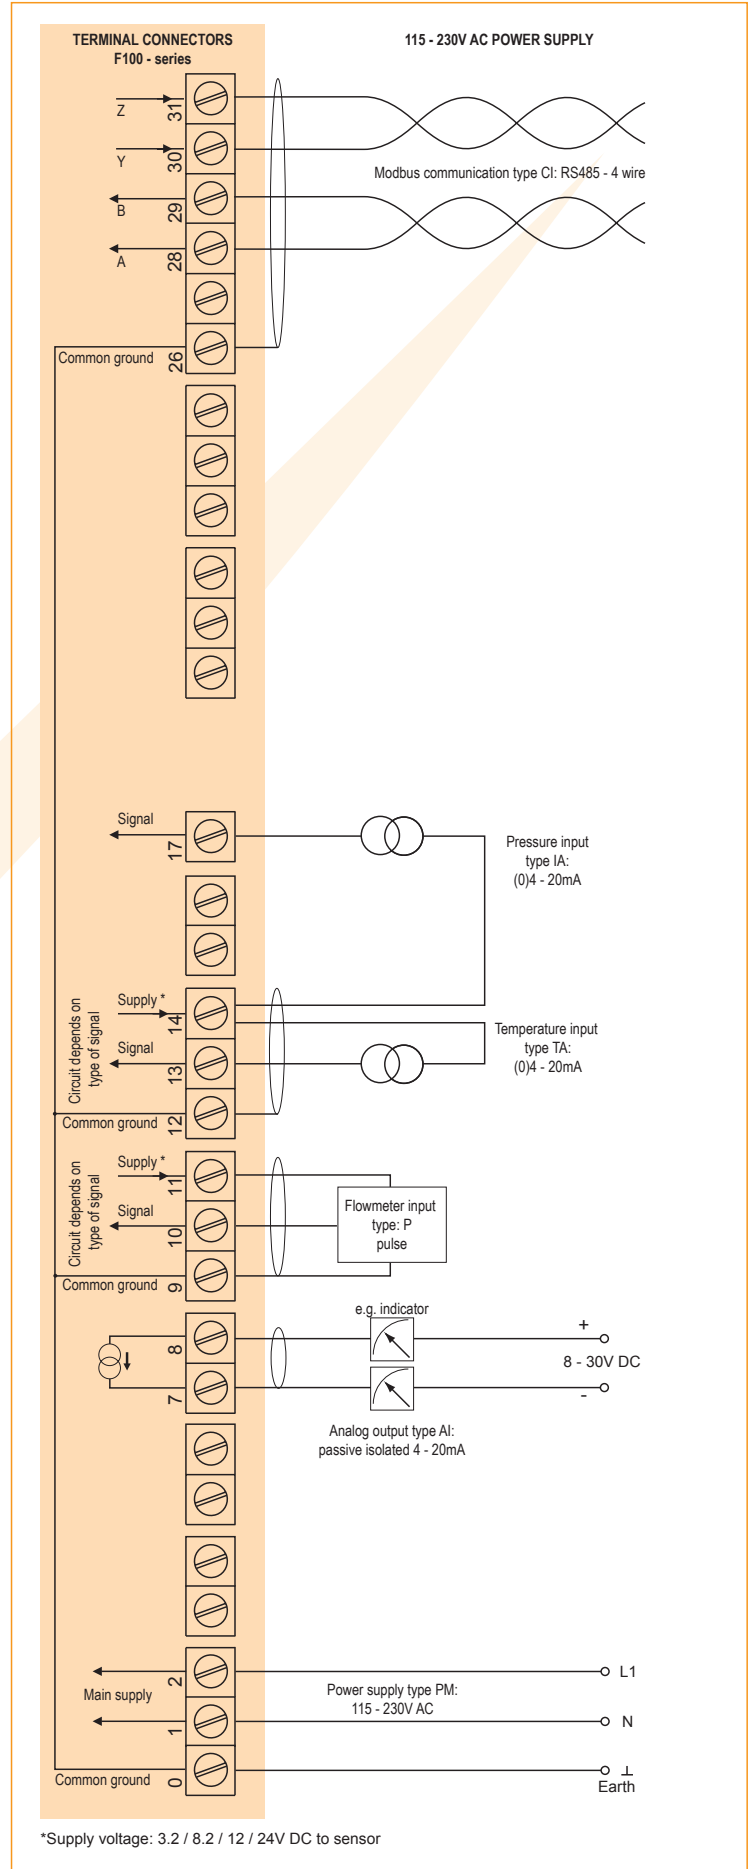 TERMINAL CONNECTORS
F100 - series
115 - 230V AC POWER SUPPLY
Z
31
Y
30
Modbus communication type CI: RS485 - 4 wire
B
29
A
28
Common ground
26
Signal
17
Pressure input
type IA:
(0)4 - 20mA
Circuit depends on
type of signal
Supply *
14
Temperature input
type TA:
(0)4 - 20mA
Signal
13
Common ground
12
Circuit depends on
type of signal
Supply *
11
Flowmeter input
type: P
pulse
Signal
10
Common ground
9
e.g. indicator
8
+
8 - 30V DC
7
-
Analog output type AI:
passive isolated 4 - 20mA
2
L1
Main supply
Power supply type PM:
115 - 230V AC
1
N
Common ground
0
Earth
*Supply voltage: 3.2 / 8.2 / 12 / 24V DC to sensor